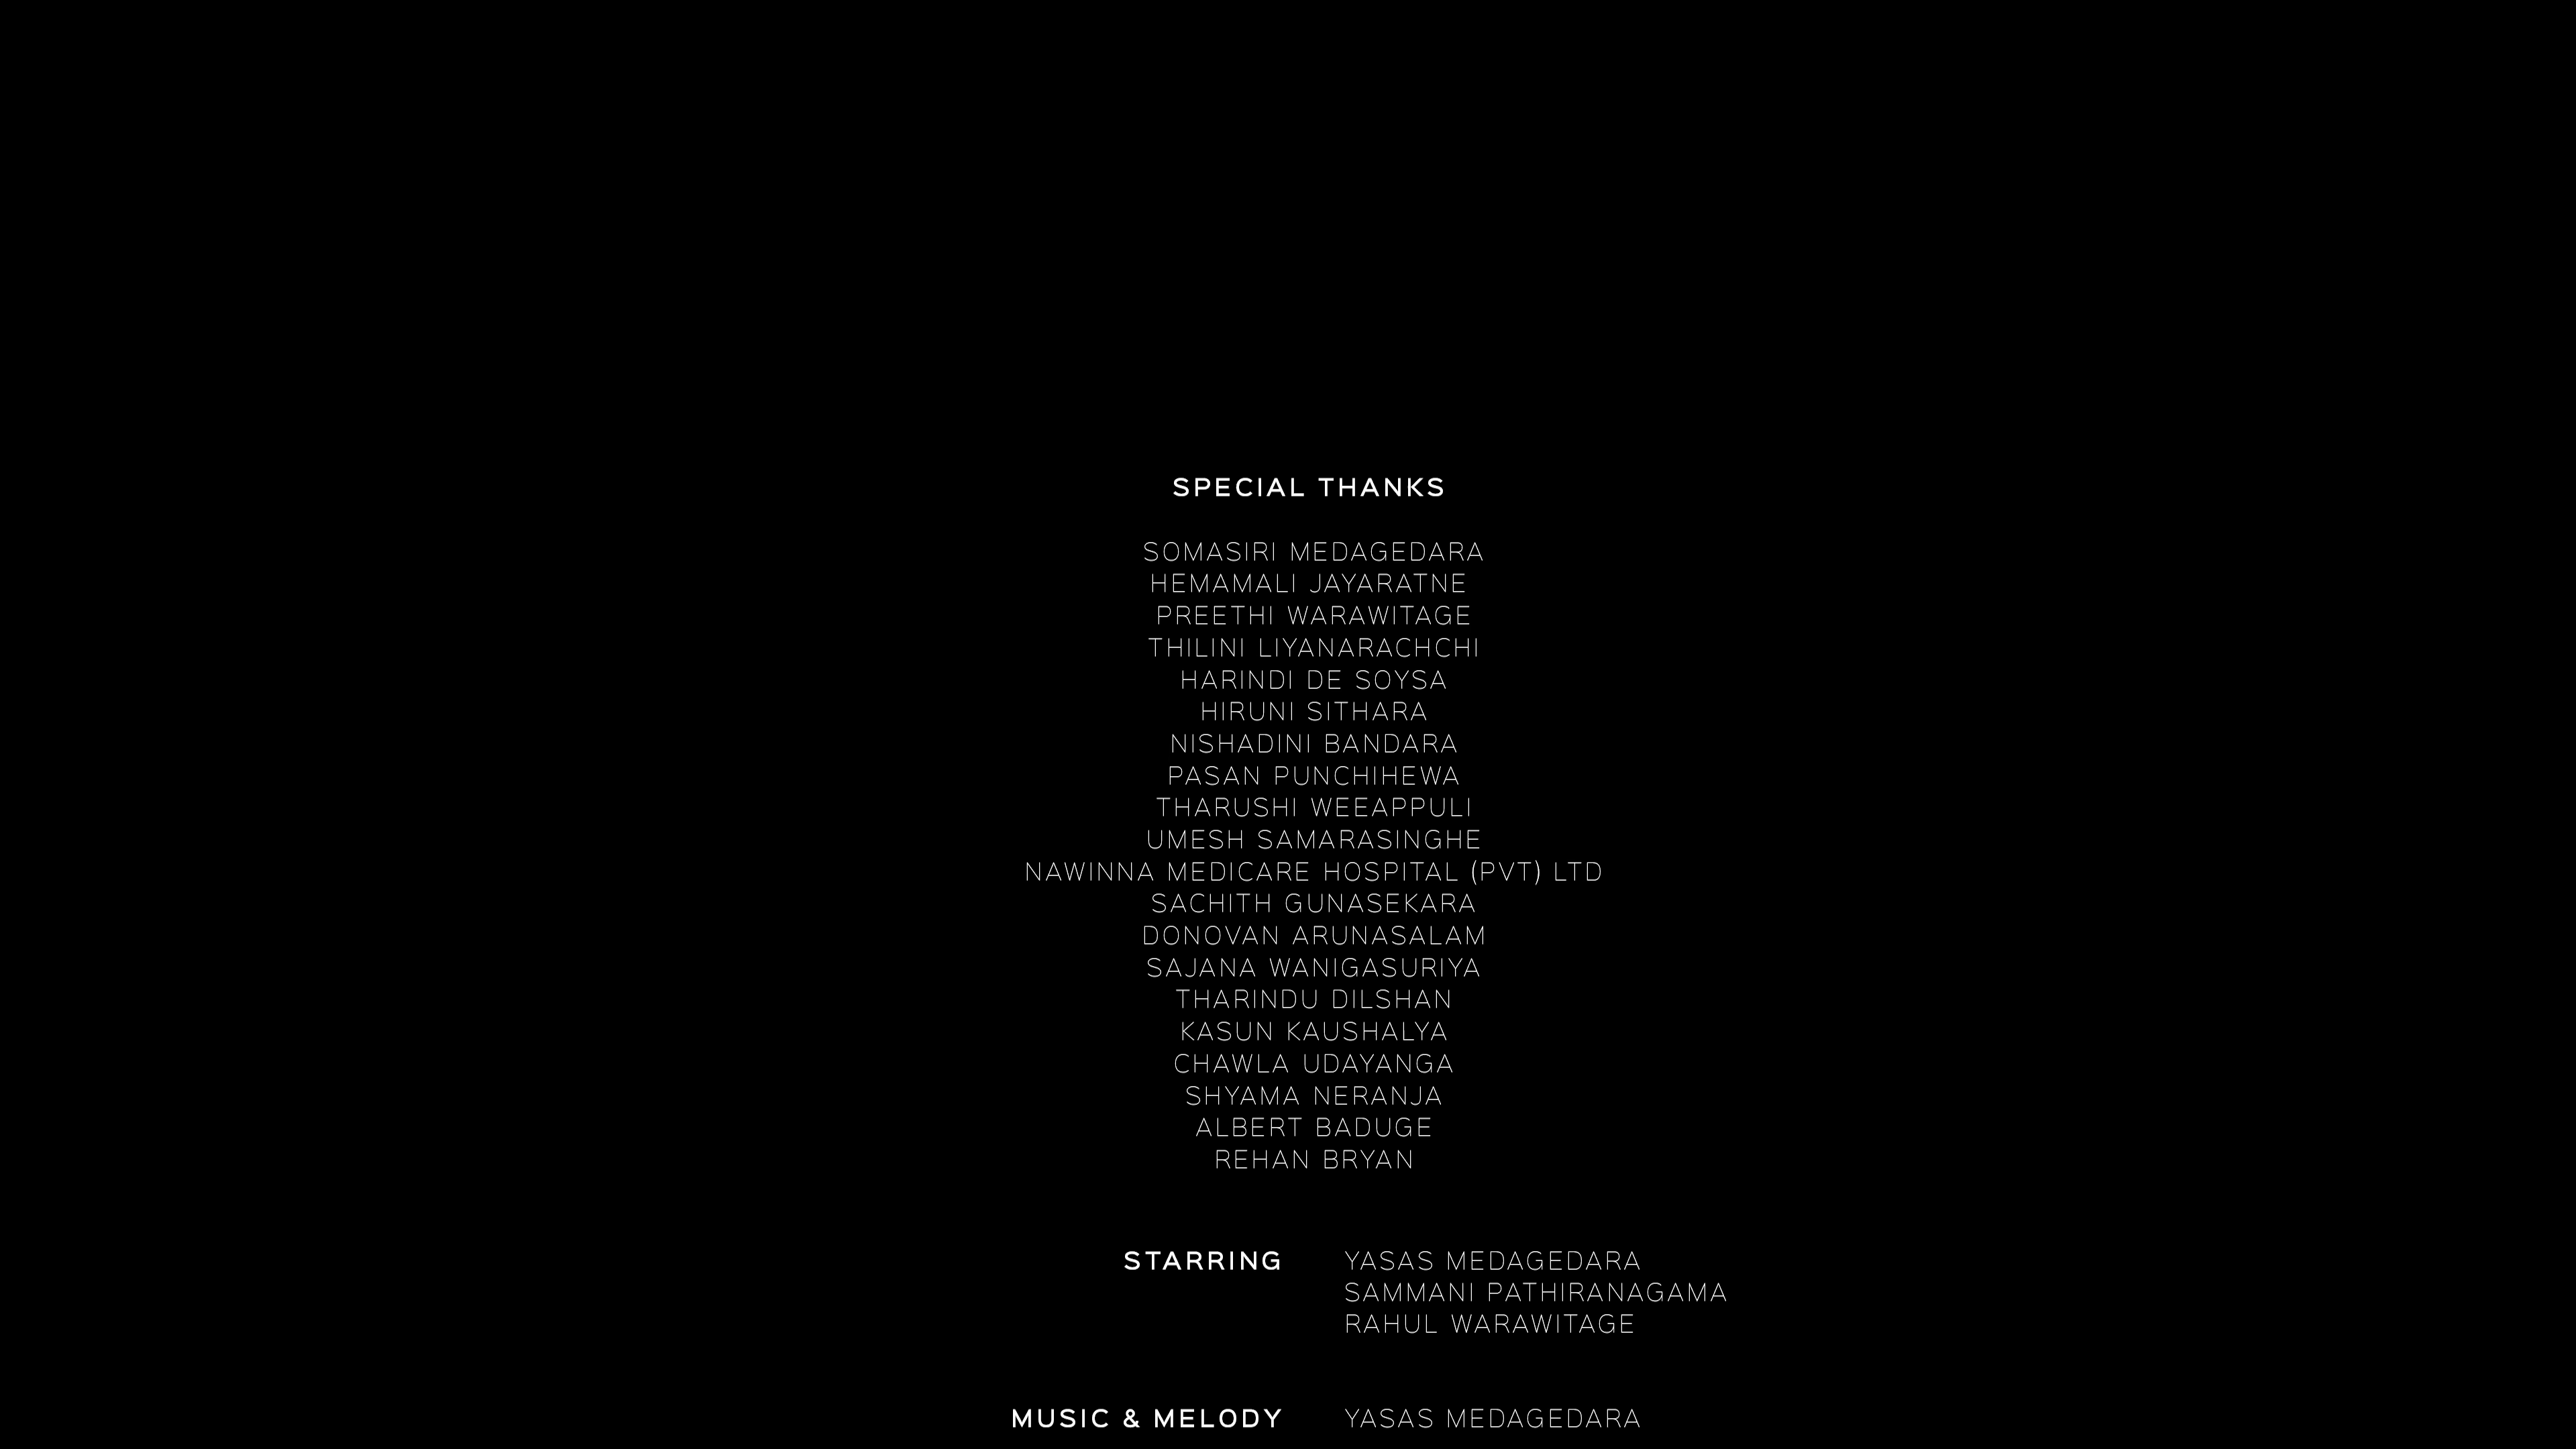 SPECIAL THANKS
SOMASIRI MEDAGEDARA
HEMAMALI JAYARATNE
PREETHI WARAWITAGE
THILINI LIYANARACHCHI
HARINDI DE SOYSA
HIRUNI SITHARA
NISHADINI BANDARA
PASAN PUNCHIHEWA
THARUSHI WEEAPPULI
UMESH SAMARASINGHE
NAWINNA MEDICARE HOSPITAL (PVT) LTD
SACHITH GUNASEKARA
DONOVAN ARUNASALAM
SAJANA WANIGASURIYA
THARINDU DILSHAN
KASUN KAUSHALYA
CHAWLA UDAYANGA
SHYAMA NERANJA
ALBERT BADUGE
REHAN BRYAN
STARRING YASAS MEDAGEDARA
SAMMANI PATHIRANAGAMA
RAHUL WARAWITAGE
MUSIC & MELODY YASAS MEDAGEDARA